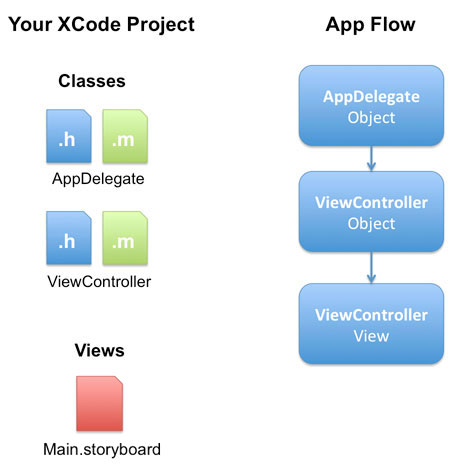 Your XCode Project
Classes
.h
.m
AppDelegate
.h
.m
ViewController
Views
Main.storyboard
App Flow
AppDelegate
Object
ViewController
Object
ViewController
View